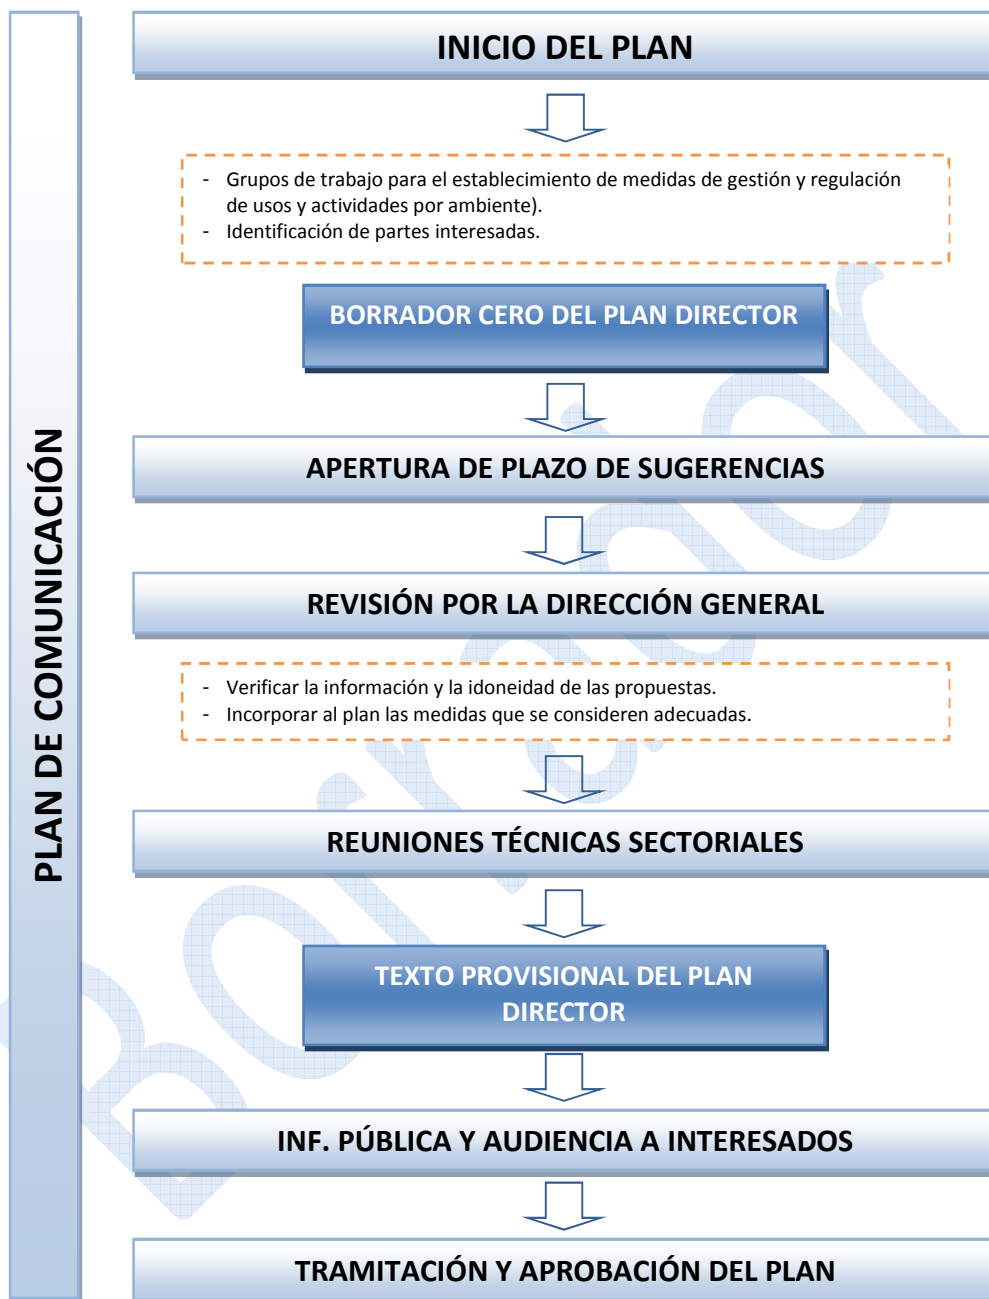 INICIO DEL PLAN
- Grupos de trabajo para el establecimiento de medidas de gestión y regulación
de usos y actividades por ambiente).
- Identificación de partes interesadas.
BORRADOR CERO DEL PLAN DIRECTOR
APERTURA DE PLAZO DE SUGERENCIAS
REVISIÓN POR LA DIRECCIÓN GENERAL
- Verificar la información y la idoneidad de las propuestas.
- Incorporar al plan las medidas que se consideren adecuadas.
REUNIONES TÉCNICAS SECTORIALES
TEXTO PROVISIONAL DEL PLAN
DIRECTOR
INF. PÚBLICA Y AUDIENCIA A INTERESADOS
TRAMITACIÓN Y APROBACIÓN DEL PLAN
PLAN DE COMUNICACIÓN
Borrador